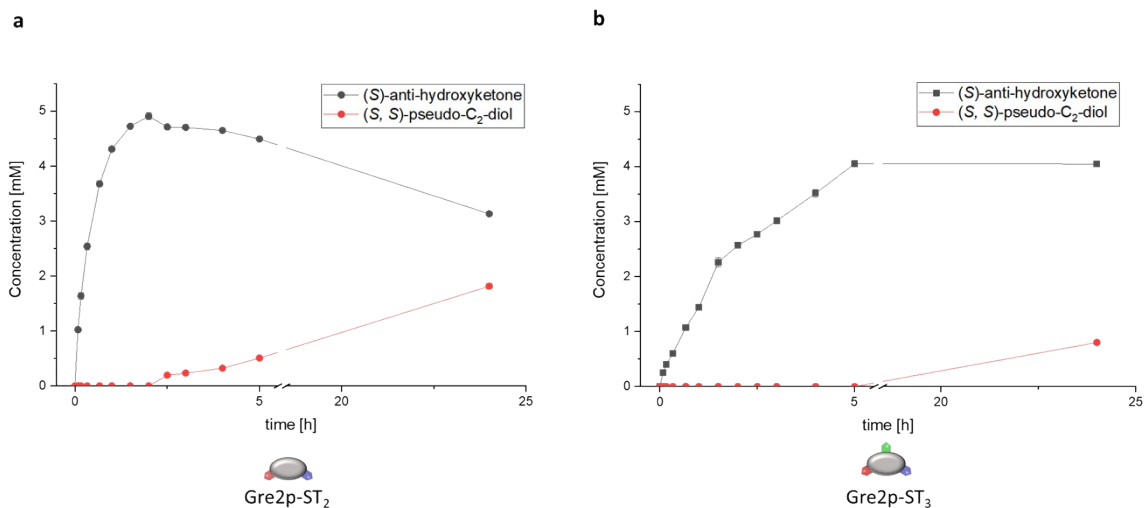 a
(S)-anti-hydroxyketone
(S, S)-pseudo-C₂-diol
Concentration [mM]
5
4
3
2
1
0
0
5
20
25
time [h]
Gre2p-ST₂
b
(S)-anti-hydroxyketone
(S, S)-pseudo-C₂-diol
Concentration [mM]
5
4
3
2
1
0
0
5
20
25
time [h]
Gre2p-ST₃